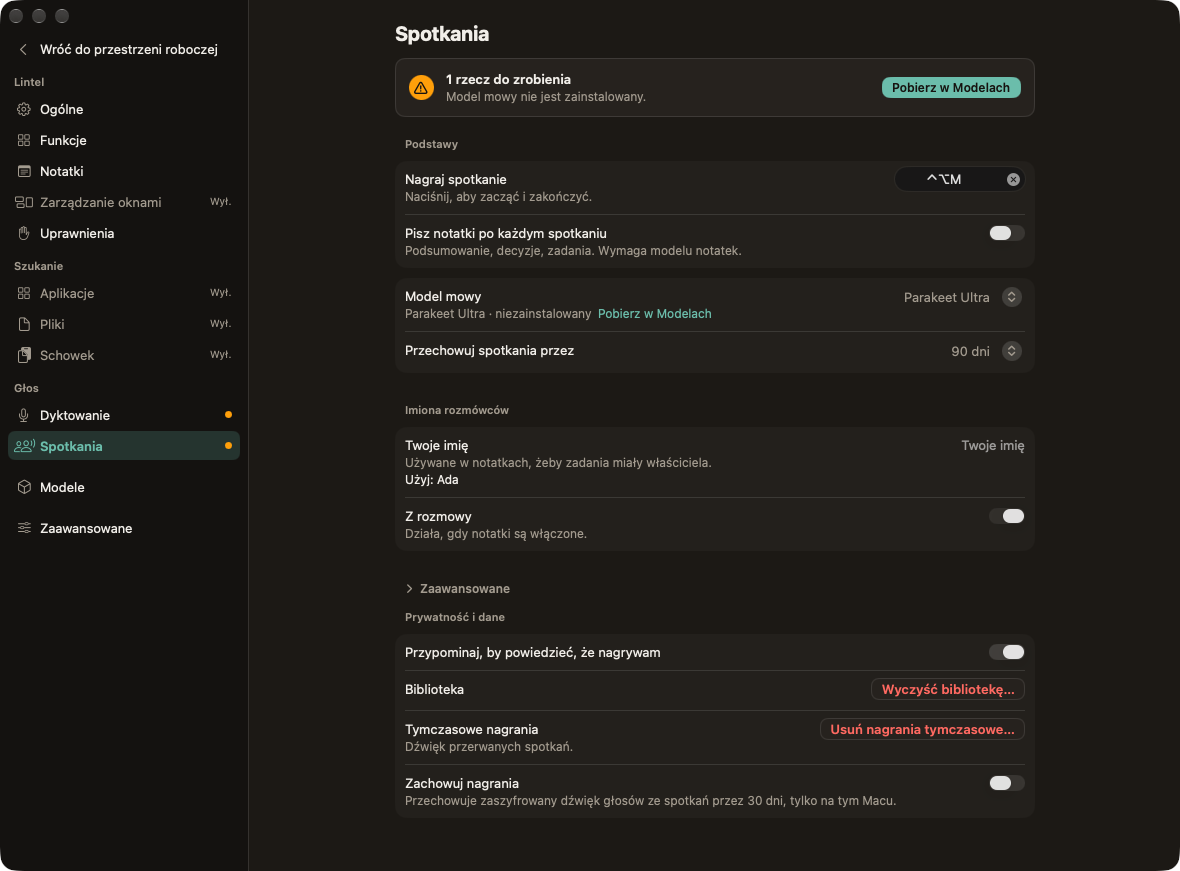 Wróć do przestrzeni roboczej
Lintel
Ogólne
Funkcje
Notatki
Zarządzanie oknami Wył.
Uprawnienia
Szukanie
Aplikacje Wył.
Pliki Wył.
Schowek Wył.
Głos
Dyktowanie
Spotkania
Modele
Zaawansowane
Spotkania
1 rzecz do zrobienia
Model mowy nie jest zainstalowany.
Pobierz w Modelach
Podstawy
Nagraj spotkanie
Naciśnij, aby zacząć i zakończyć.
^⌥M
Pisz notatki po każdym spotkaniu
Podsumowanie, decyzje, zadania. Wymaga modelu notatek.
Model mowy
Parakeet Ultra · niezainstalowany Pobierz w Modelach
Parakeet Ultra
Przechowuj spotkania przez
90 dni
Imiona rozmówców
Twoje imię
Używane w notatkach, żeby zadania miały właściciela.
Użyj: Ada
Twoje imię
Z rozmowy
Działa, gdy notatki są włączone.
Zaawansowane
Prywatność i dane
Przypominaj, by powiedzieć, że nagrywam
Biblioteka
Wyczyść bibliotekę...
Tymczasowe nagrania
Dźwięk przerwanych spotkań.
Usuń nagrania tymczasowe...
Zachowuj nagrania
Przechowuje zaszyfrowany dźwięk głosów ze spotkań przez 30 dni, tylko na tym Macu.